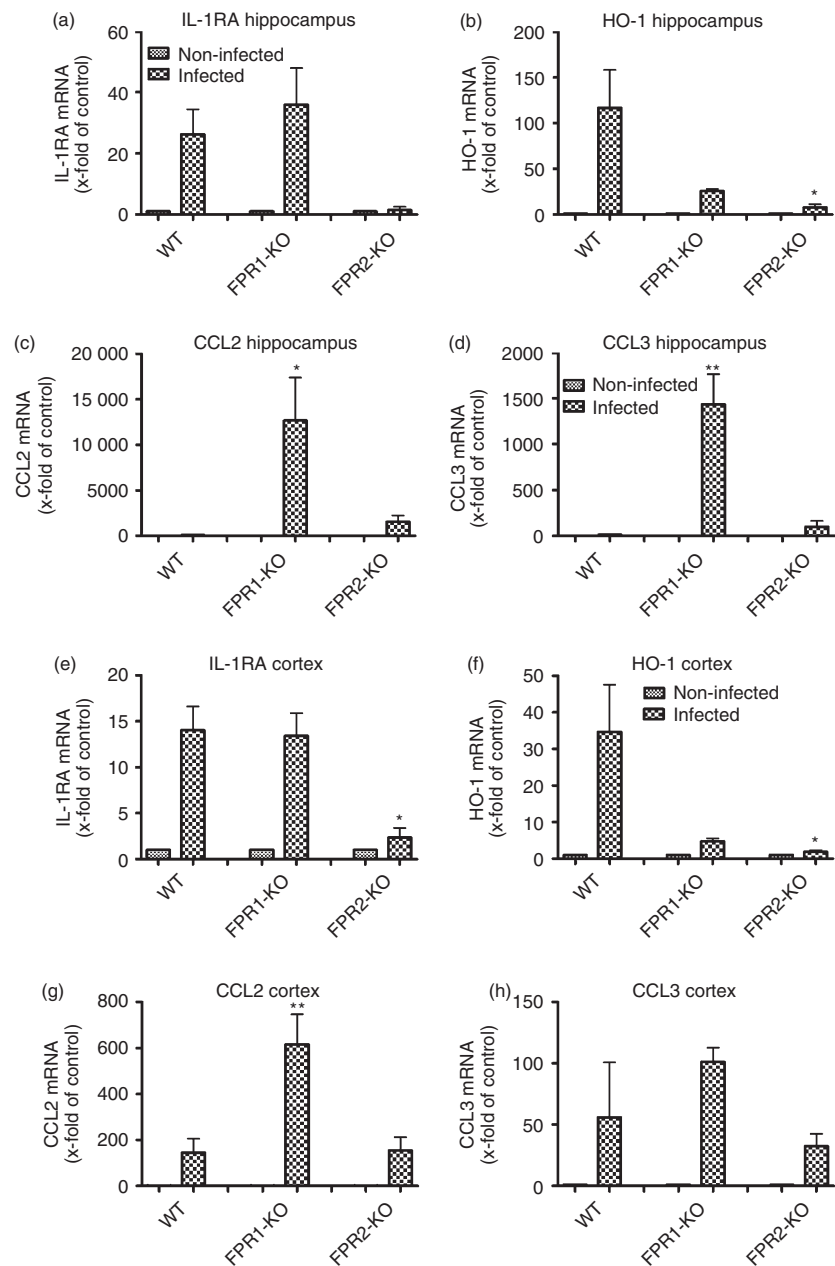 (a)
IL-1RA hippocampus
IL-1RA mRNA
(x-fold of control)
60
40
20
0
Non-infected
Infected
WT
FPR1-KO
FPR2-KO
(b)
HO-1 hippocampus
HO-1 mRNA
(x-fold of control)
200
150
100
50
0
*
WT
FPR1-KO
FPR2-KO
(c)
CCL2 hippocampus
CCL2 mRNA
(x-fold of control)
20 000
15 000
10 000
5000
0
*
WT
FPR1-KO
FPR2-KO
(d)
CCL3 hippocampus
CCL3 mRNA
(x-fold of control)
2000
1500
1000
500
0
Non-infected
Infected
**
WT
FPR1-KO
FPR2-KO
(e)
IL-1RA cortex
IL-1RA mRNA
(x-fold of control)
20
15
10
5
0
*
WT
FPR1-KO
FPR2-KO
(f)
HO-1 cortex
HO-1 mRNA
(x-fold of control)
50
40
30
20
10
0
Non-infected
Infected
*
WT
FPR1-KO
FPR2-KO
(g)
CCL2 cortex
CCL2 mRNA
(x-fold of control)
800
600
400
200
0
**
WT
FPR1-KO
FPR2-KO
(h)
CCL3 cortex
CCL3 mRNA
(x-fold of control)
150
100
50
0
WT
FPR1-KO
FPR2-KO